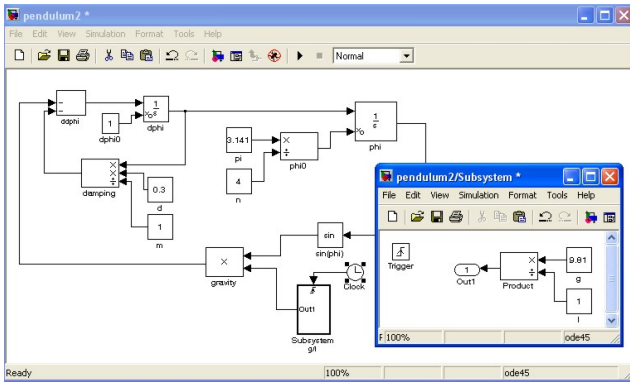 pendulum2 *
File Edit View Simulation Format Tools Help
Normal
ddphi
1
dphi0
1
s
xo
dphi
3.141
pi
4
n
×
÷
phi0
1
s
xo
phi
×
×
÷
damping
0.3
d
1
m
×
gravity
sin
sin(phi)
Clock
Out1
Subsystem
g/l
pendulum2/Subsystem *
File Edit View Simulation Format Tools Help
Trigger
1
Out1
×
÷
Product
9.81
g
1
l
F 100% ode45
Ready 100% ode45